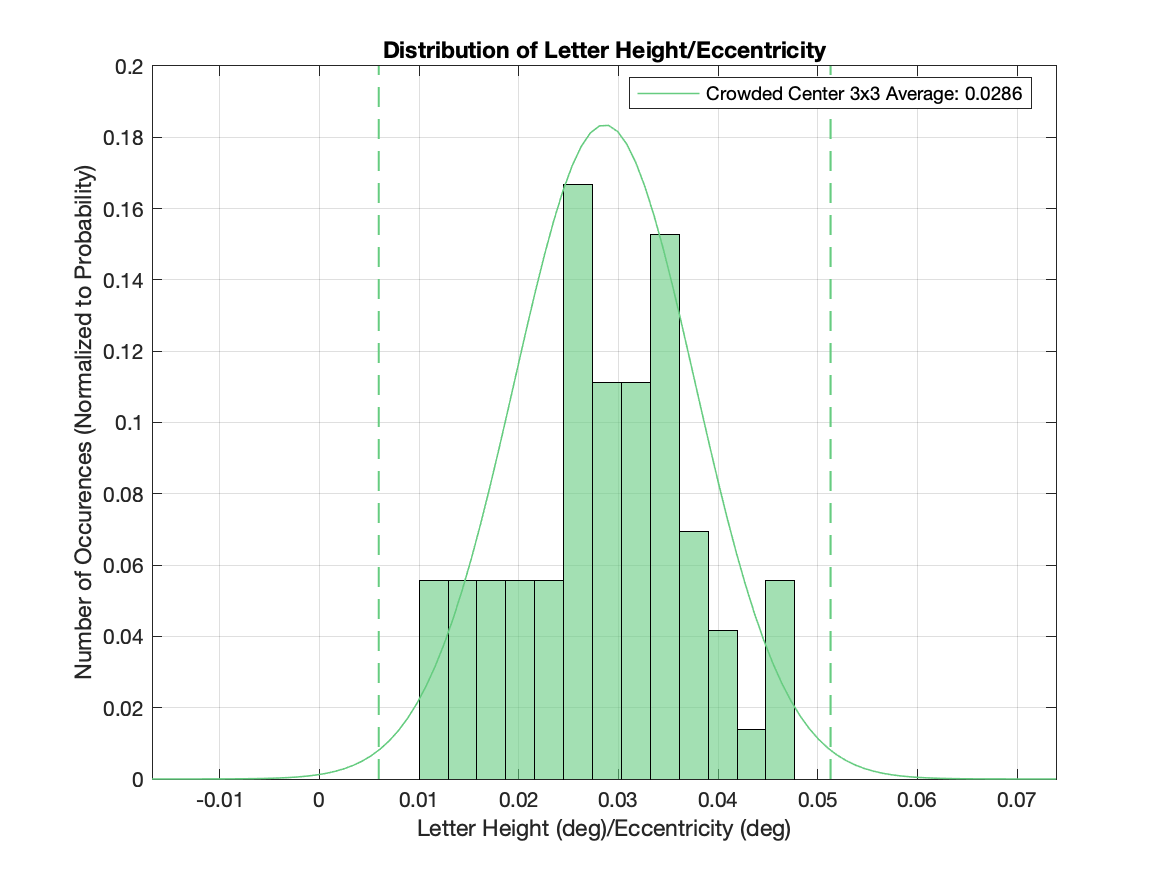 Distribution of Letter Height/Eccentricity
Crowded Center 3x3 Average: 0.0286
Number of Occurences (Normalized to Probability)
0.2
0.18
0.16
0.14
0.12
0.1
0.08
0.06
0.04
0.02
0
-0.01 0 0.01 0.02 0.03 0.04 0.05 0.06 0.07
Letter Height (deg)/Eccentricity (deg)